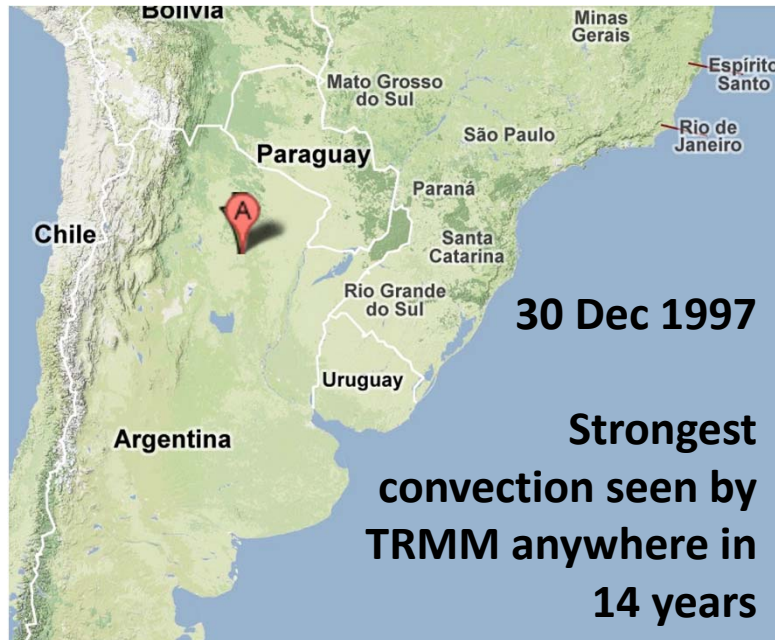 Bolivia
Minas
Gerais
Espírito
Santo
Mato Grosso
do Sul
São Paulo
Rio de
Janeiro
Paraguay
Paraná
A
Chile
Santa
Catarina
Rio Grande
do Sul
30 Dec 1997
Uruguay
Argentina
Strongest
convection seen by
TRMM anywhere in
14 years